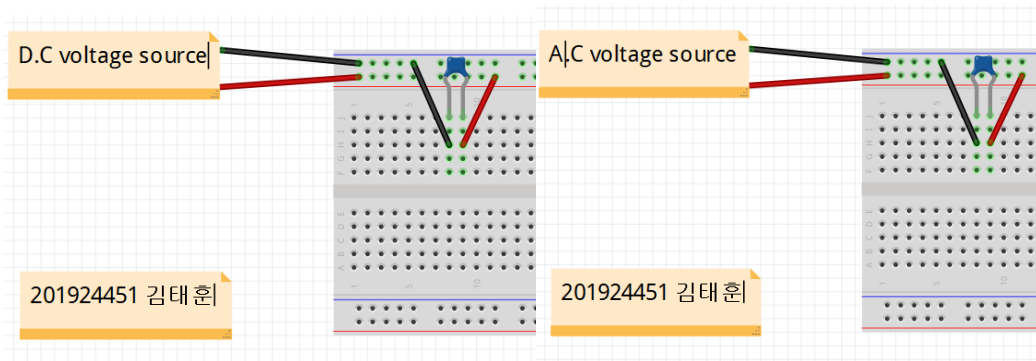 D.C voltage source
A.C voltage source
201924451 김태훈
201924451 김태훈